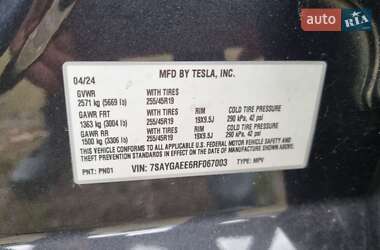 auto RIA
.com
MFD BY TESLA, INC.
04/24
GVWR WITH TIRES
2571 kg (5669 lb) 255/45R19
GAWR FRT WITH TIRES RIM COLD TIRE PRESSURE
1363 kg (3004 lb) 255/45R19 19X9.5J 290 kPa, 42 psi
GAWR RR WITH TIRES RIM COLD TIRE PRESSURE
1500 kg (3306 lb) 255/45R19 19X9.5J 290 kPa, 42 psi
THIS VEHICLE CONFORMS TO ALL APPLICABLE U.S. FEDERAL MOTOR VEHICLE
SAFETY AND THEFT PREVENTION STANDARDS IN EFFECT ON THE DATE OF
MANUFACTURE SHOWN ABOVE.
PNT: PN01 VIN: 7SAYGAEE6RF067003 TYPE: MPV